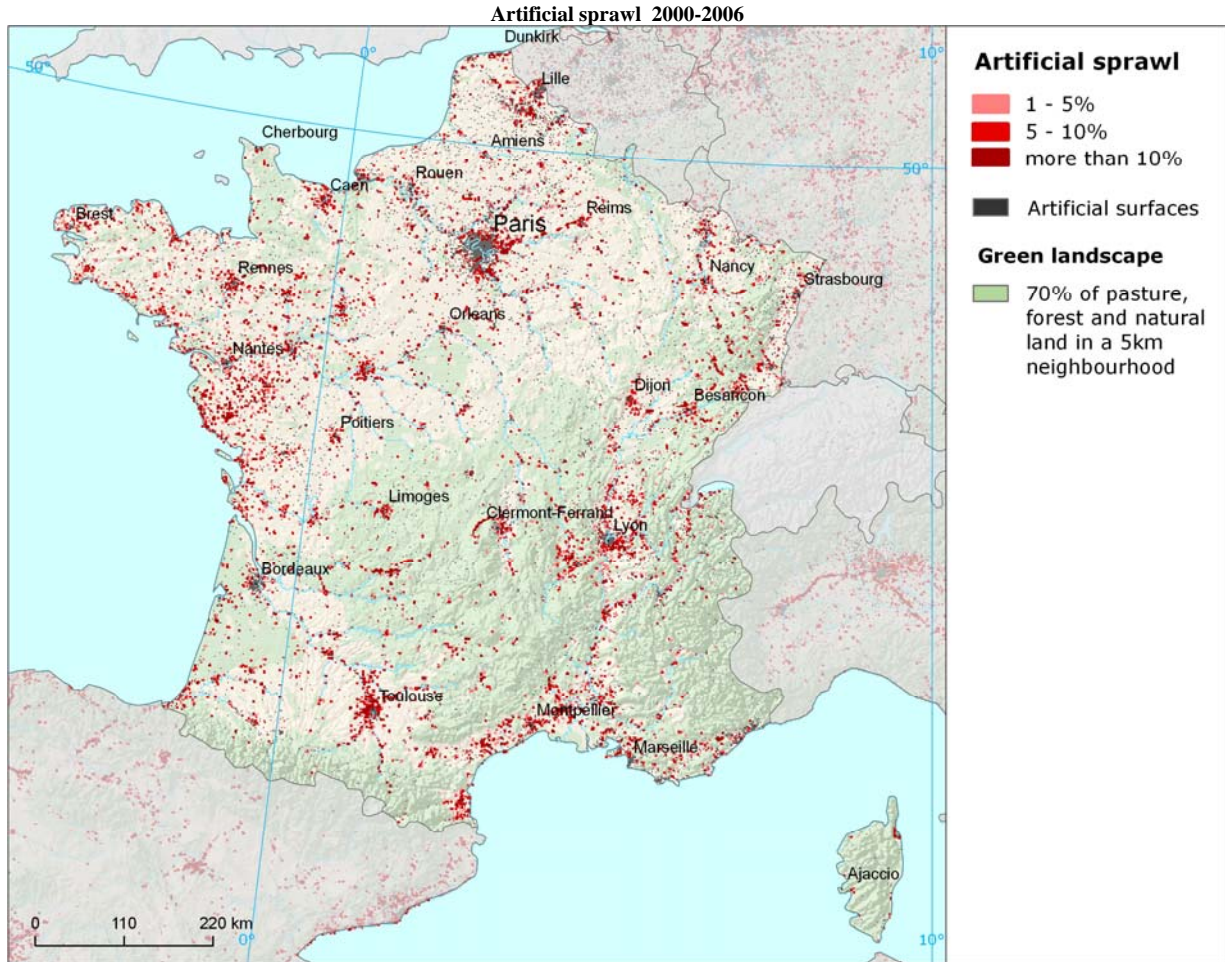 Artificial sprawl 2000-2006
Dunkirk
50°
0°
10°
Lille
Cherbourg
Amiens
50°
Caen
Rouen
Brest
Reims
Paris
Rennes
Nancy
Strasbourg
Orleans
Nantes
Dijon
Besancon
Poitiers
Limoges
Clermont-Ferrand
Lyon
Bordeaux
Toulouse
Montpellier
Marseille
Ajaccio
0 110 220 km
0°
10°
Artificial sprawl
1 - 5%
5 - 10%
more than 10%
Artificial surfaces
Green landscape
70% of pasture,
forest and natural
land in a 5km
neighbourhood